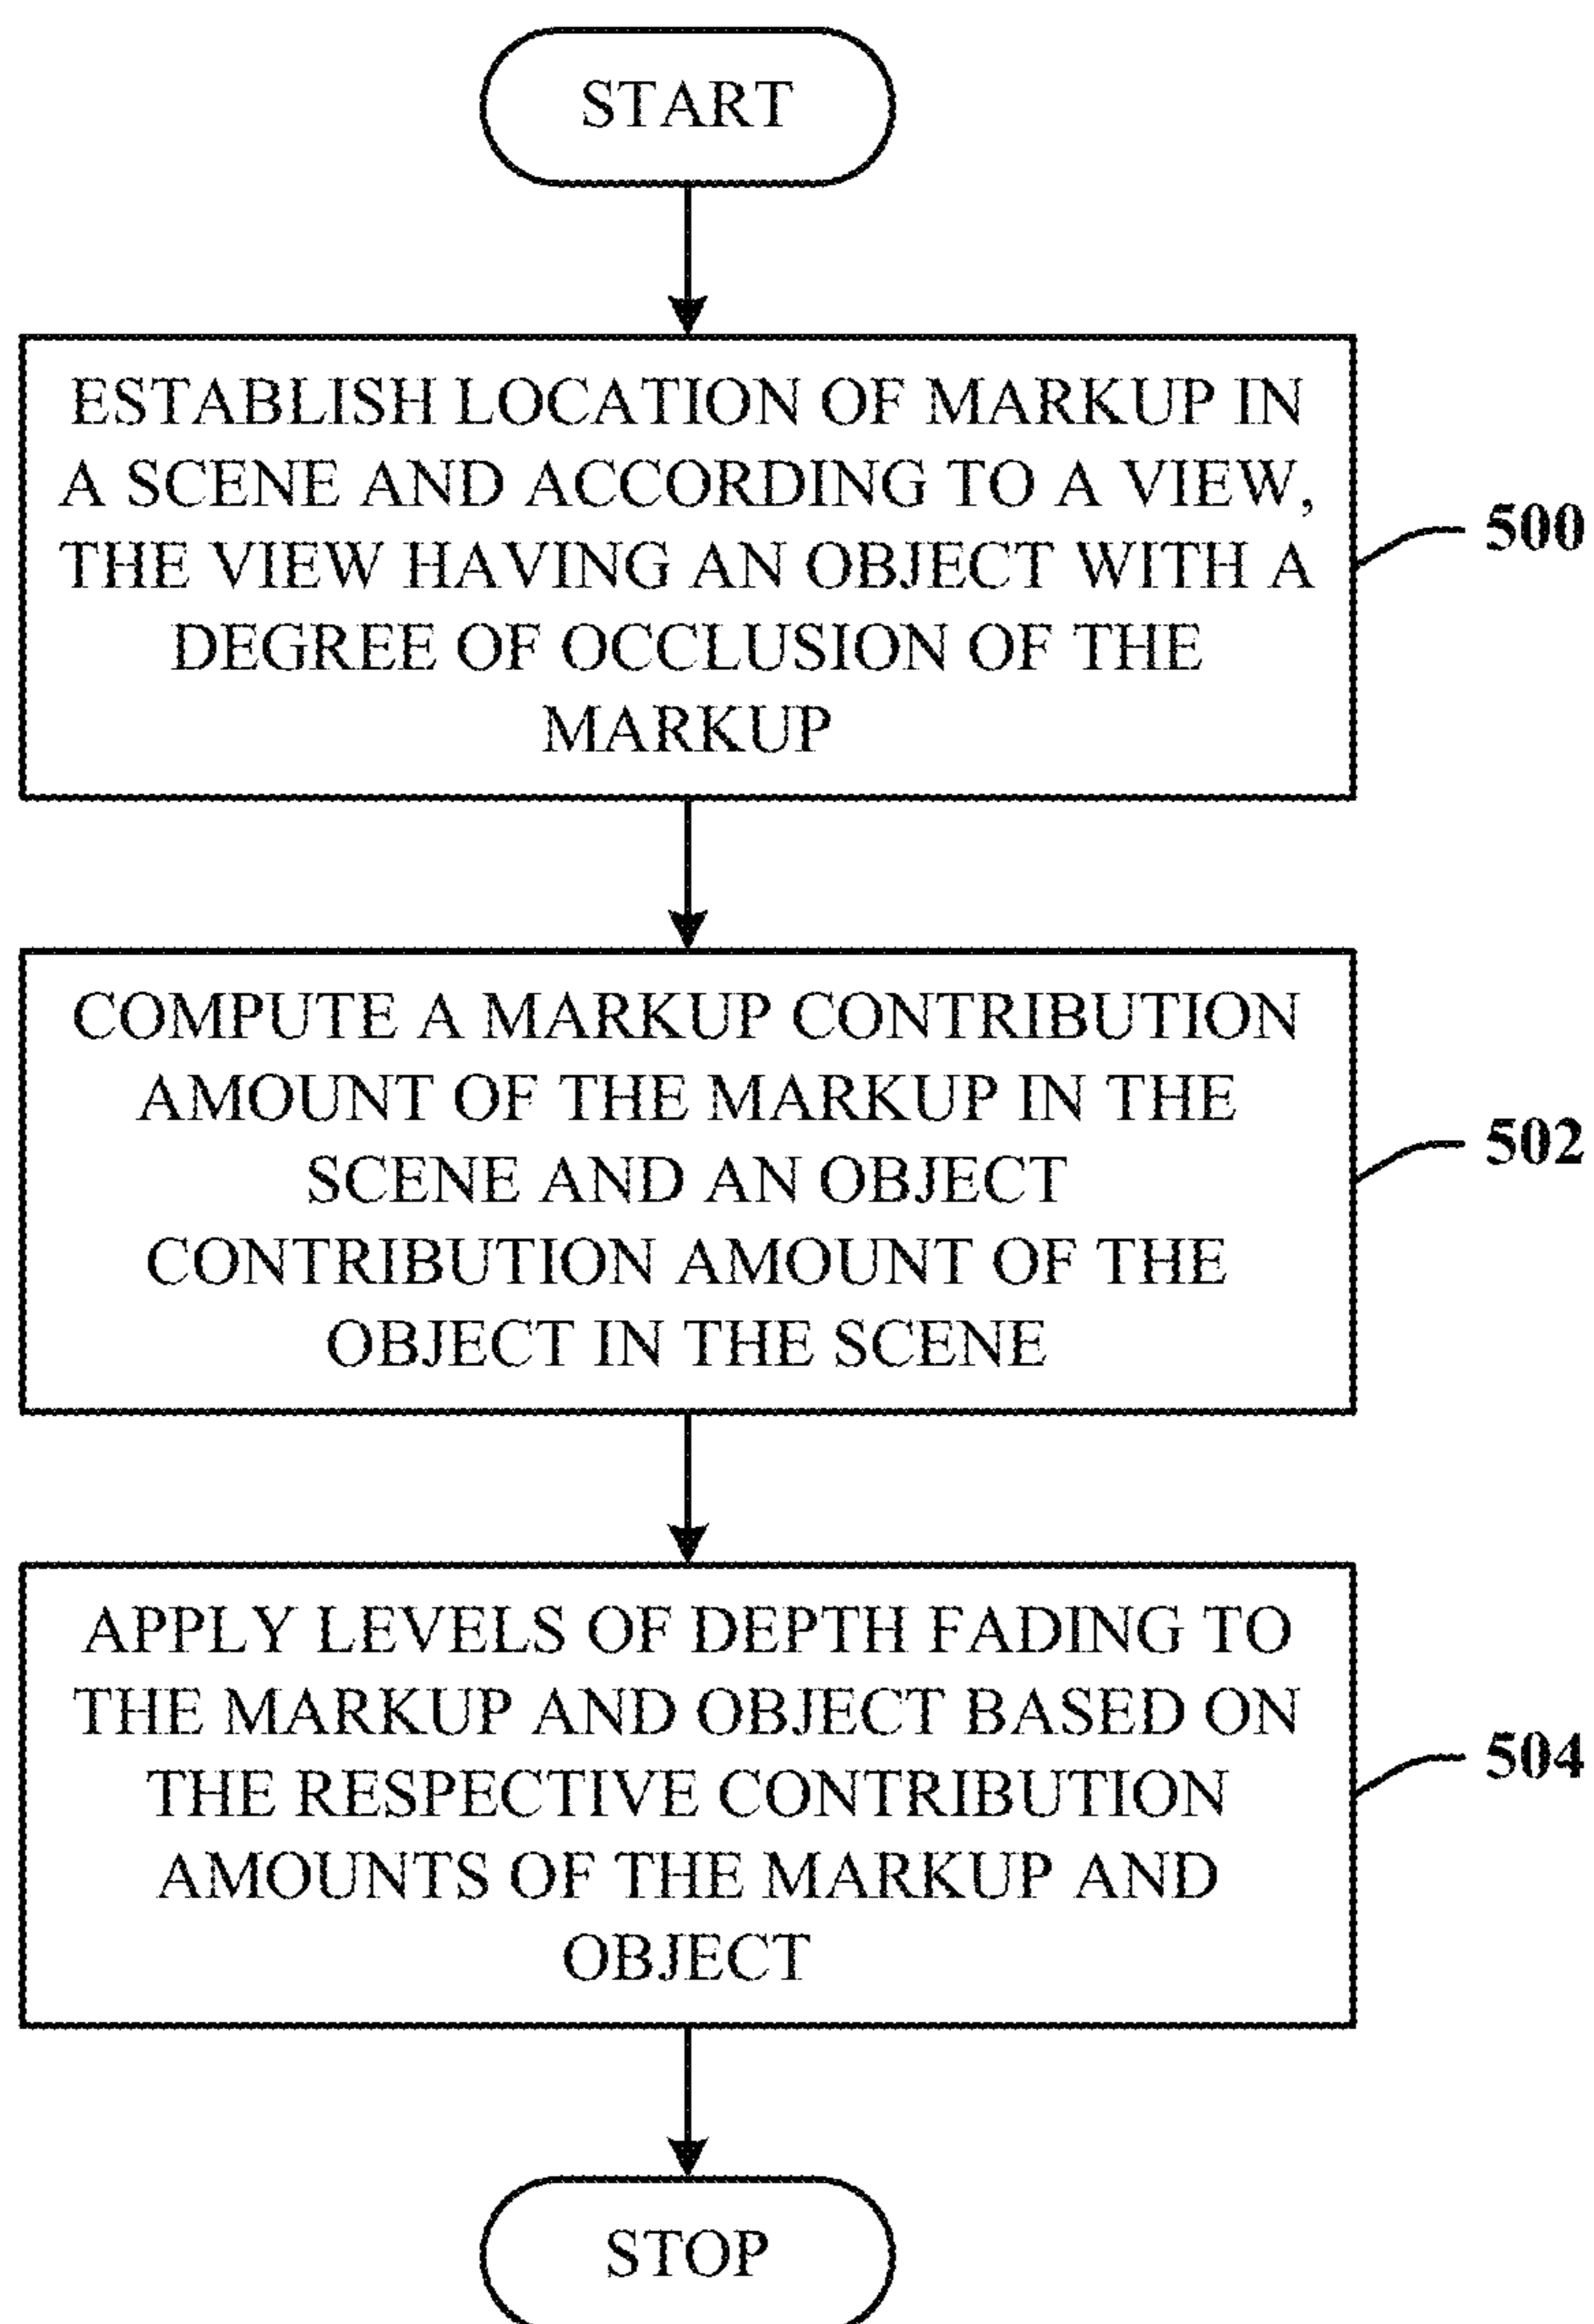 START
ESTABLISH LOCATION OF MARKUP IN
A SCENE AND ACCORDING TO A VIEW,
THE VIEW HAVING AN OBJECT WITH A
DEGREE OF OCCLUSION OF THE
MARKUP
500
COMPUTE A MARKUP CONTRIBUTION
AMOUNT OF THE MARKUP IN THE
SCENE AND AN OBJECT
CONTRIBUTION AMOUNT OF THE
OBJECT IN THE SCENE
502
APPLY LEVELS OF DEPTH FADING TO
THE MARKUP AND OBJECT BASED ON
THE RESPECTIVE CONTRIBUTION
AMOUNTS OF THE MARKUP AND
OBJECT
504
STOP